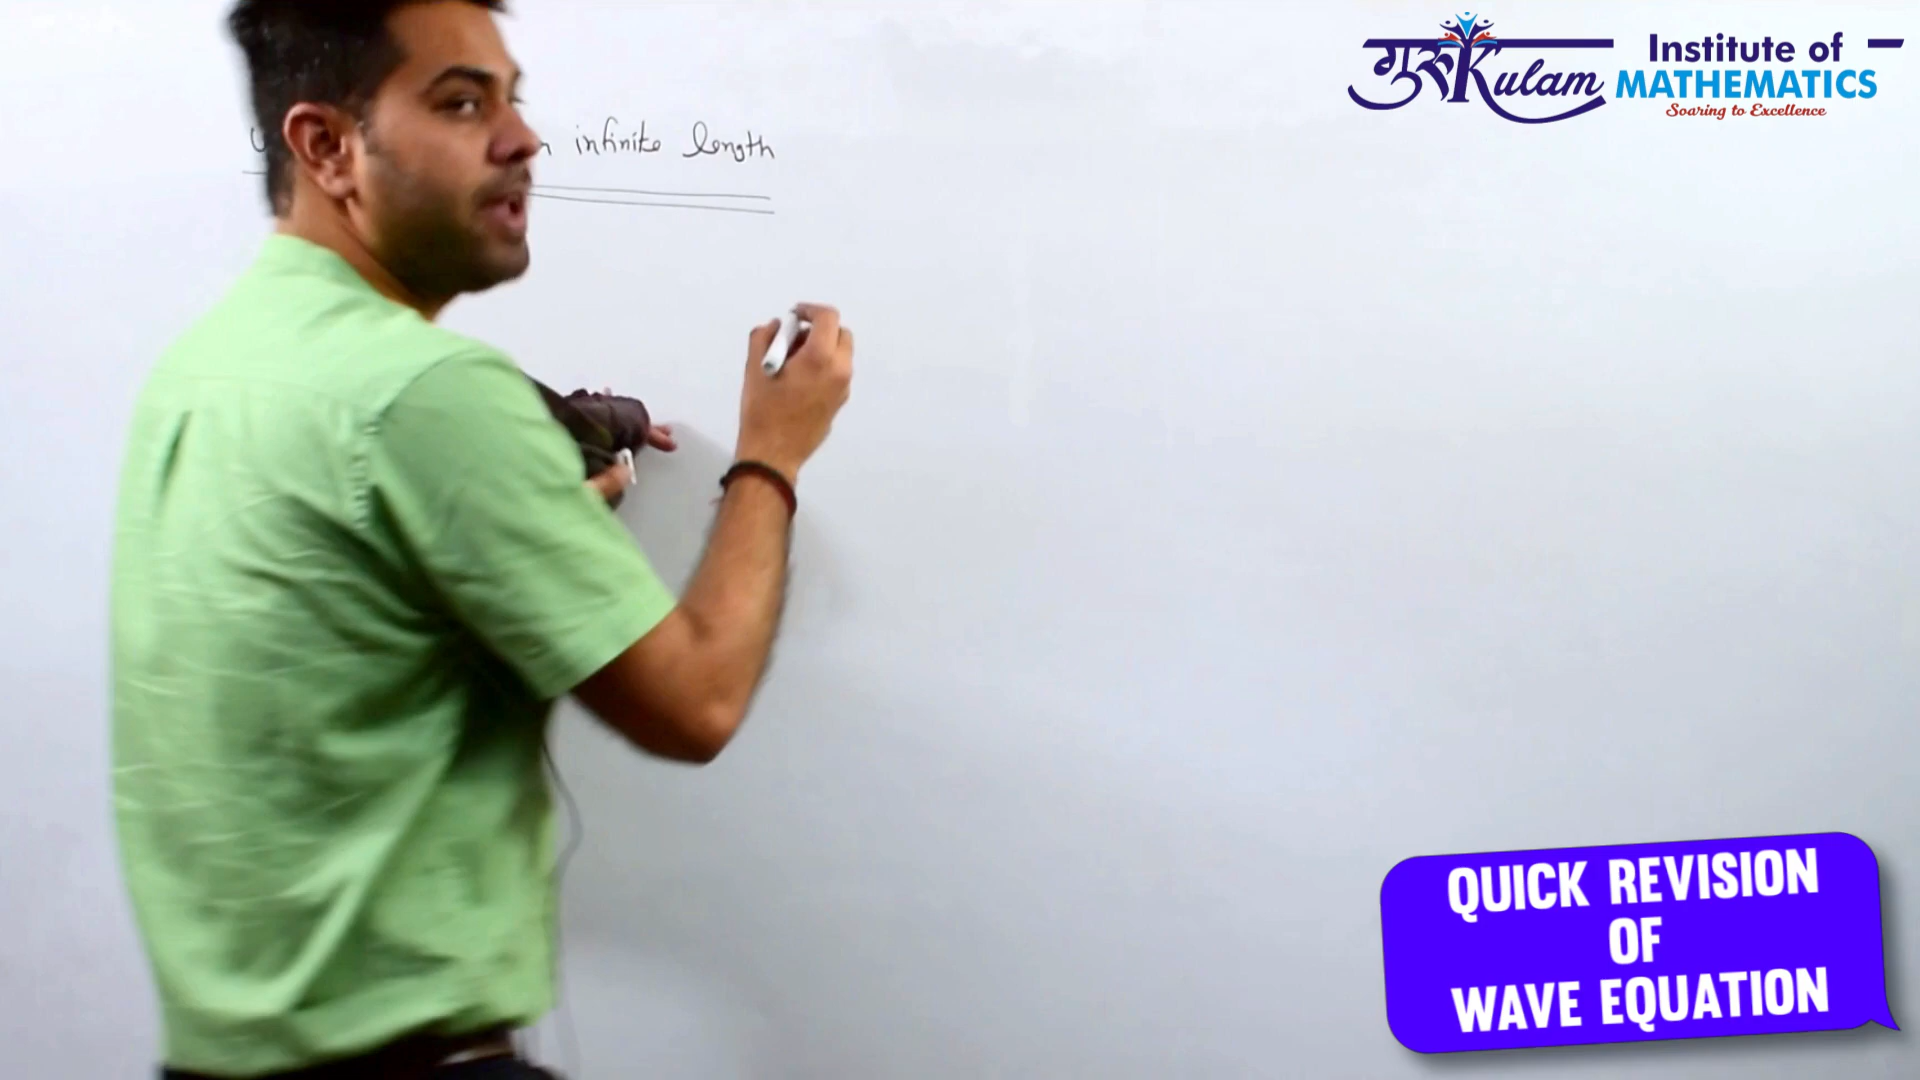 infinite length
गुरुKulam
Institute of
MATHEMATICS
Soaring to Excellence
QUICK REVISION
OF
WAVE EQUATION